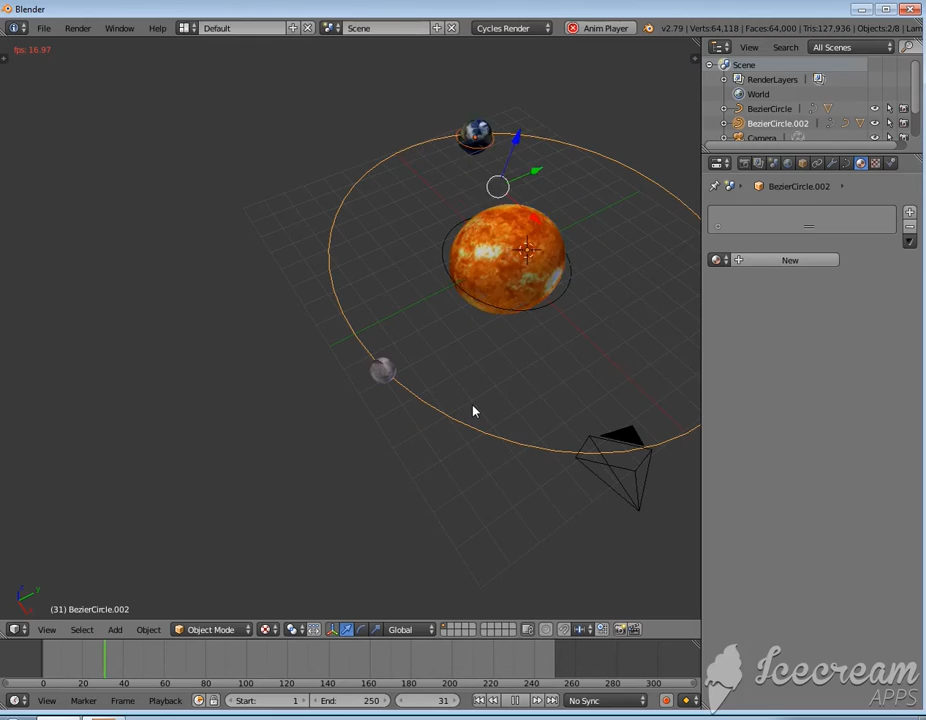 Blender
File Render Window Help Default Scene Cycles Render Anim Player v2.79 | Verts:64,118 | Faces:64,000 | Tris:127,936 | Objects:2/8 | Lam
fps: 16.97
View Search All Scenes
Scene
RenderLayers
World
BezierCircle
BezierCircle.002
Camera
BezierCircle.002
New
z
y
x
(31) BezierCircle.002
View Select Add Object Object Mode Global
0 20 40 60 80 100 120 140 160 180 200 220 240 260 280 300
View Marker Frame Playback Start: 1 End: 250 31 No Sync
Icecream
APPS